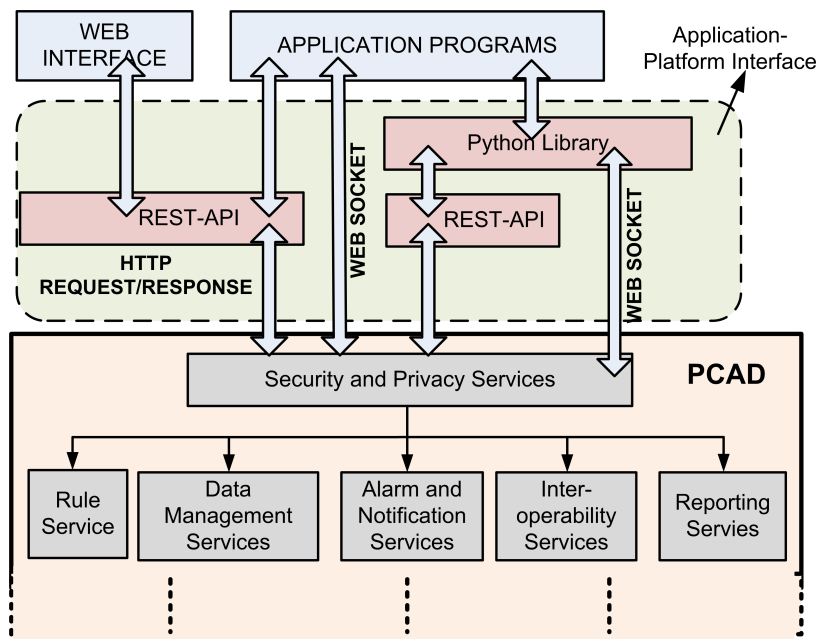 WEB
INTERFACE
APPLICATION PROGRAMS
Application-
Platform Interface
Python Library
REST-API
REST-API
WEB SOCKET
WEB SOCKET
HTTP
REQUEST/RESPONSE
PCAD
Security and Privacy Services
Rule
Service
Data
Management
Services
Alarm and
Notification
Services
Inter-
operability
Services
Reporting
Servies